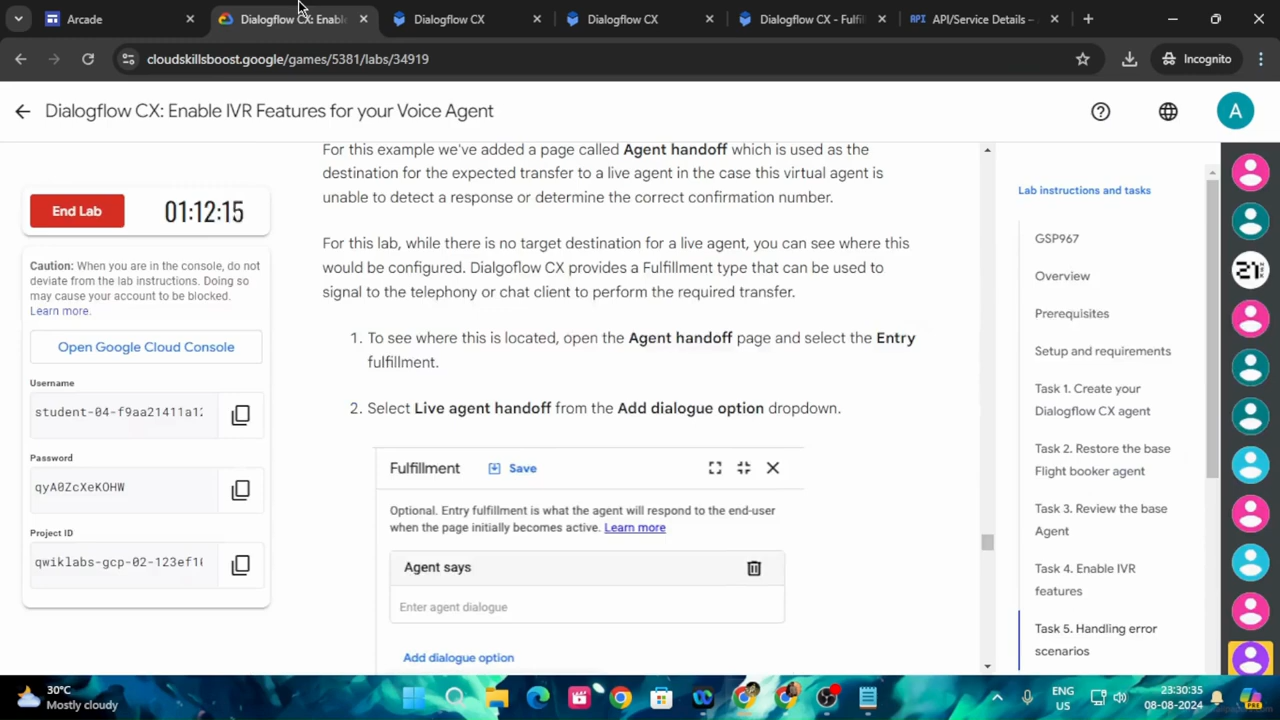 Arcade
Dialogflow CX: Enabl
Dialogflow CX
Dialogflow CX
Dialogflow CX - Fulfil
API
API/Service Details –
cloudskillsboost.google/games/5381/labs/34919
Incognito
Dialogflow CX: Enable IVR Features for your Voice Agent
A
End Lab
01:12:15
Caution: When you are in the console, do not
deviate from the lab instructions. Doing so
may cause your account to be blocked.
Learn more.
Open Google Cloud Console
Username
student-04-f9aa21411a12
Password
qyA0ZcXeKOHW
Project ID
qwiklabs-gcp-02-123ef10
For this example we've added a page called Agent handoff which is used as the
destination for the expected transfer to a live agent in the case this virtual agent is
unable to detect a response or determine the correct confirmation number.
For this lab, while there is no target destination for a live agent, you can see where this
would be configured. Dialgoflow CX provides a Fulfillment type that can be used to
signal to the telephony or chat client to perform the required transfer.
1. To see where this is located, open the Agent handoff page and select the Entry
fulfillment.
2. Select Live agent handoff from the Add dialogue option dropdown.
Fulfillment
Save
Optional. Entry fulfillment is what the agent will respond to the end-user
when the page initially becomes active. Learn more
Agent says
Enter agent dialogue
Add dialogue option
Lab instructions and tasks
GSP967
Overview
Prerequisites
Setup and requirements
Task 1. Create your
Dialogflow CX agent
Task 2. Restore the base
Flight booker agent
Task 3. Review the base
Agent
Task 4. Enable IVR
features
Task 5. Handling error
scenarios
30°C
Mostly cloudy
ENG
US
23:30:35
08-08-2024
PRE